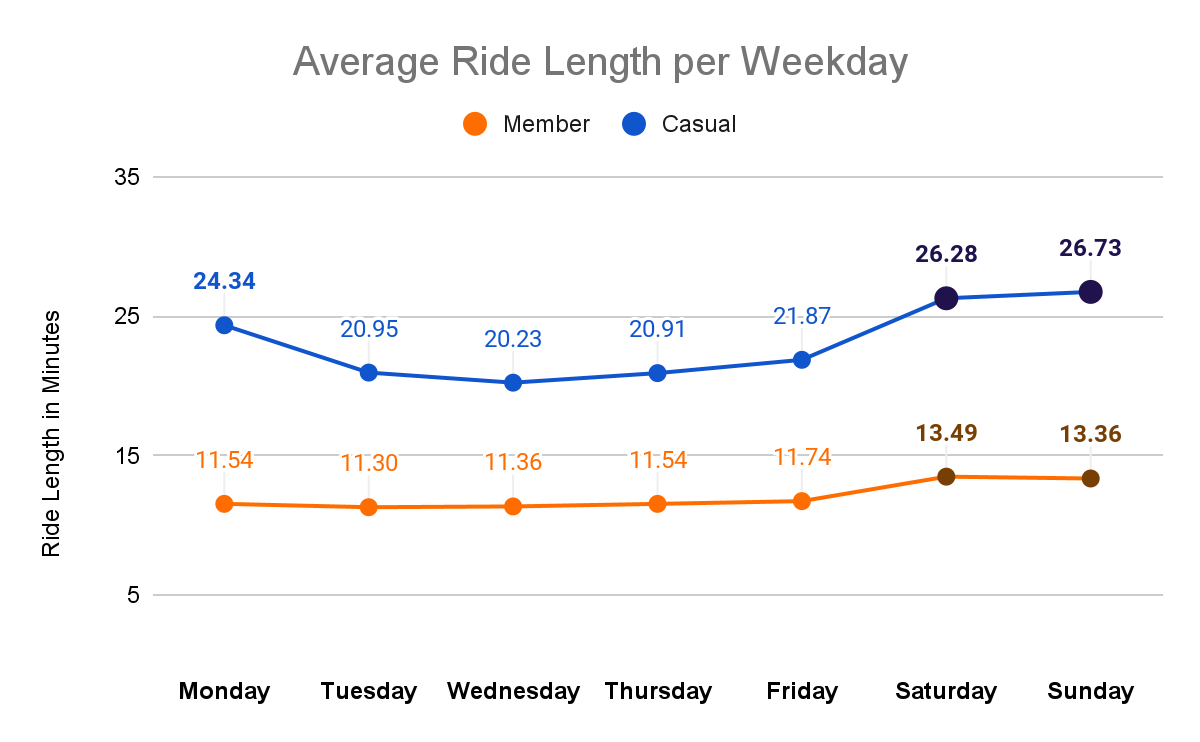 Average Ride Length per Weekday
Member Casual
35
26.28 26.73
24.34
25
20.95 20.23 20.91 21.87
Ride Length in Minutes
13.49 13.36
15
11.54 11.30 11.36 11.54 11.74
5
Monday Tuesday Wednesday Thursday Friday Saturday Sunday